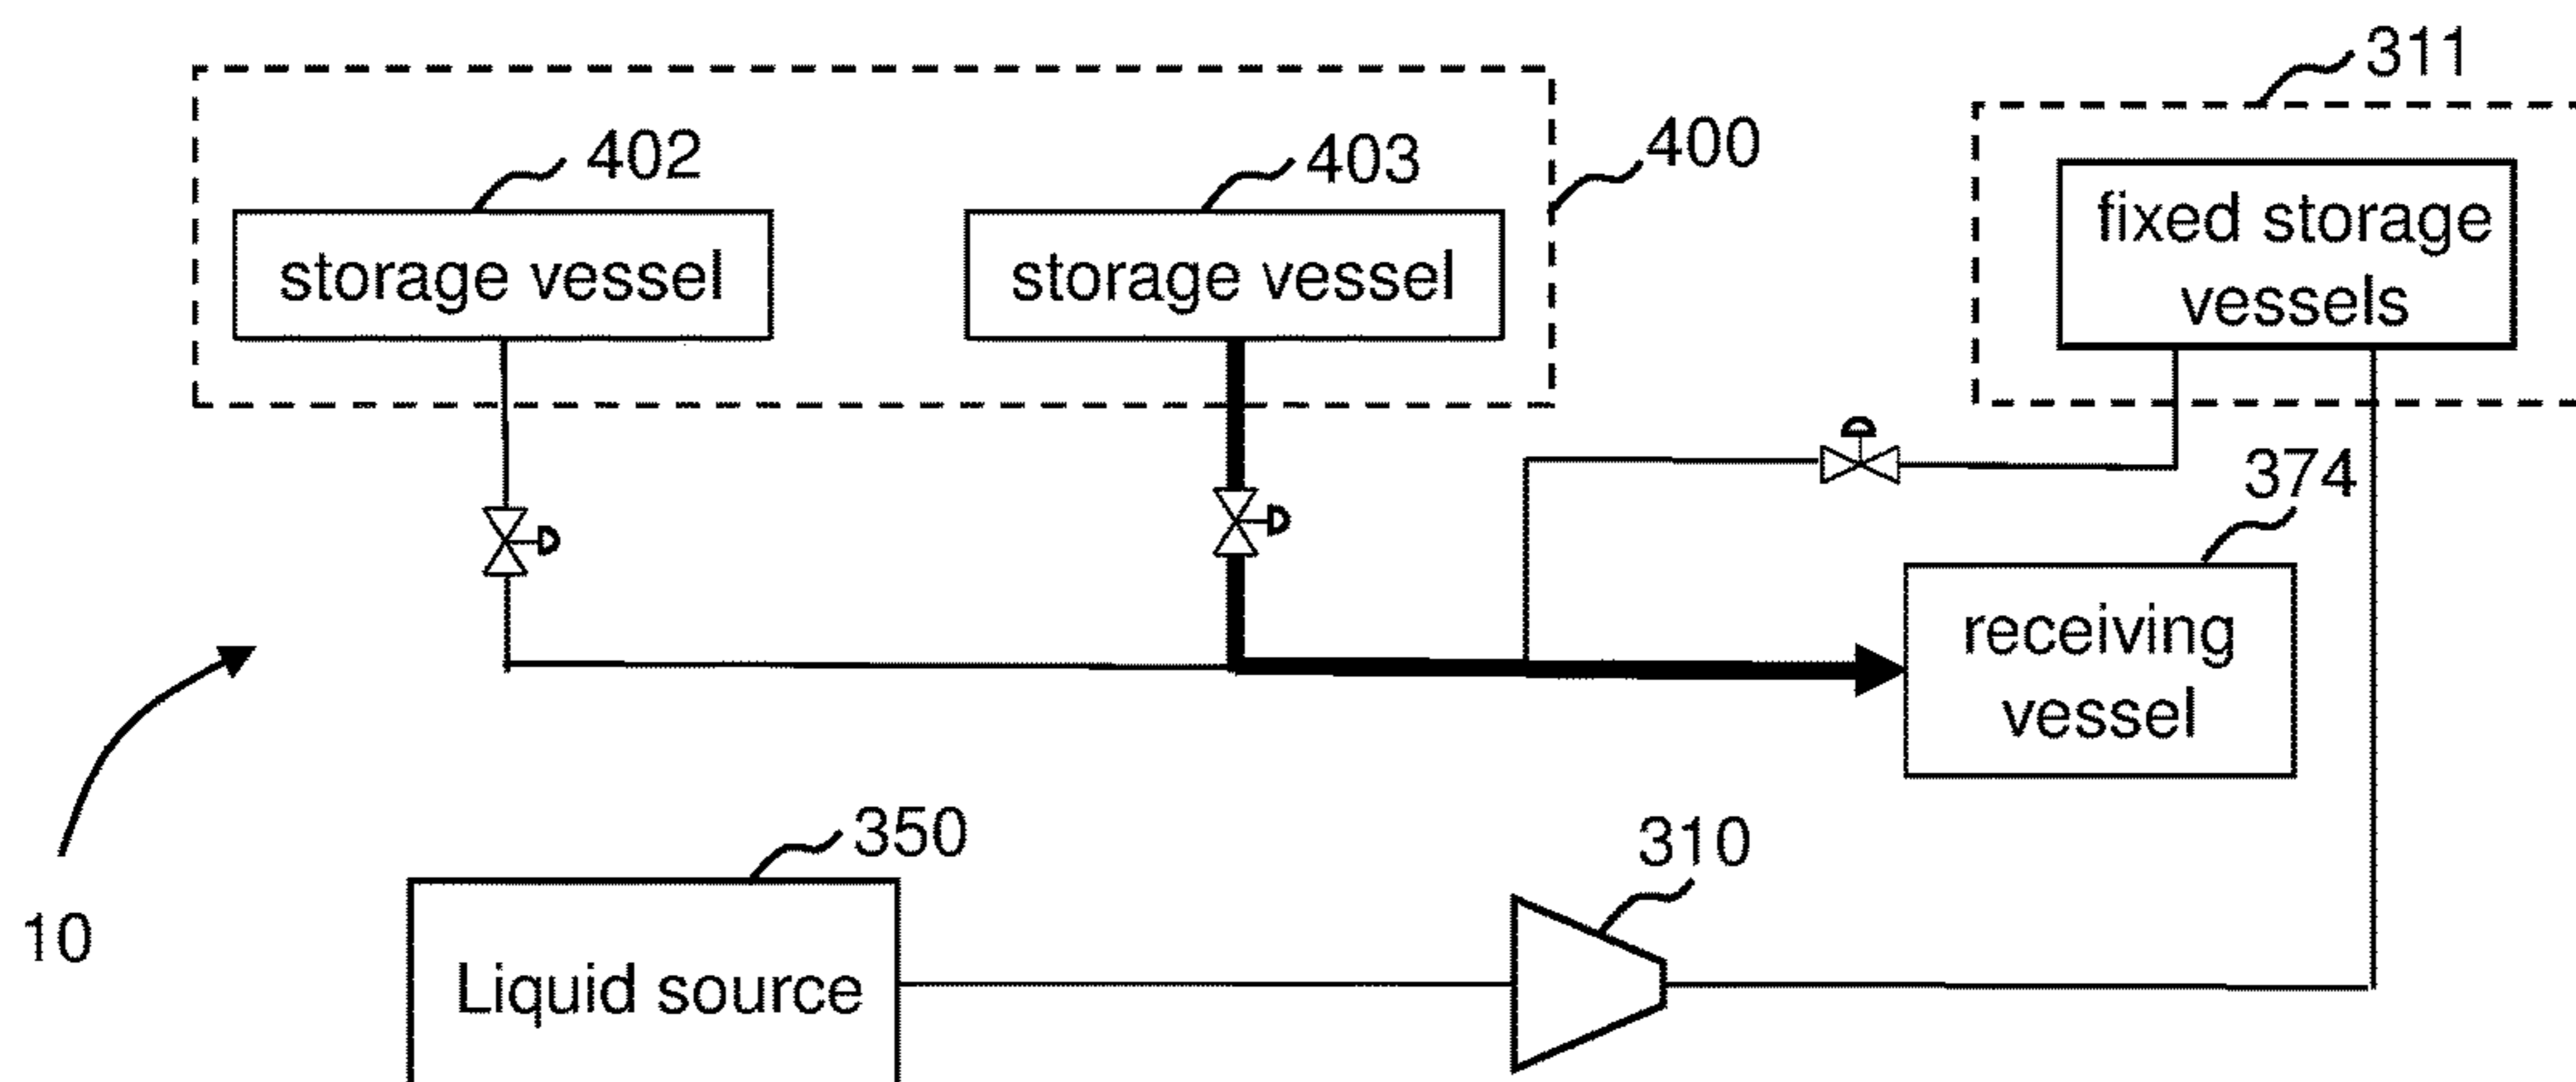 311
402
403
400
storage vessel
storage vessel
fixed storage
vessels
374
receiving
vessel
350
310
10
Liquid source